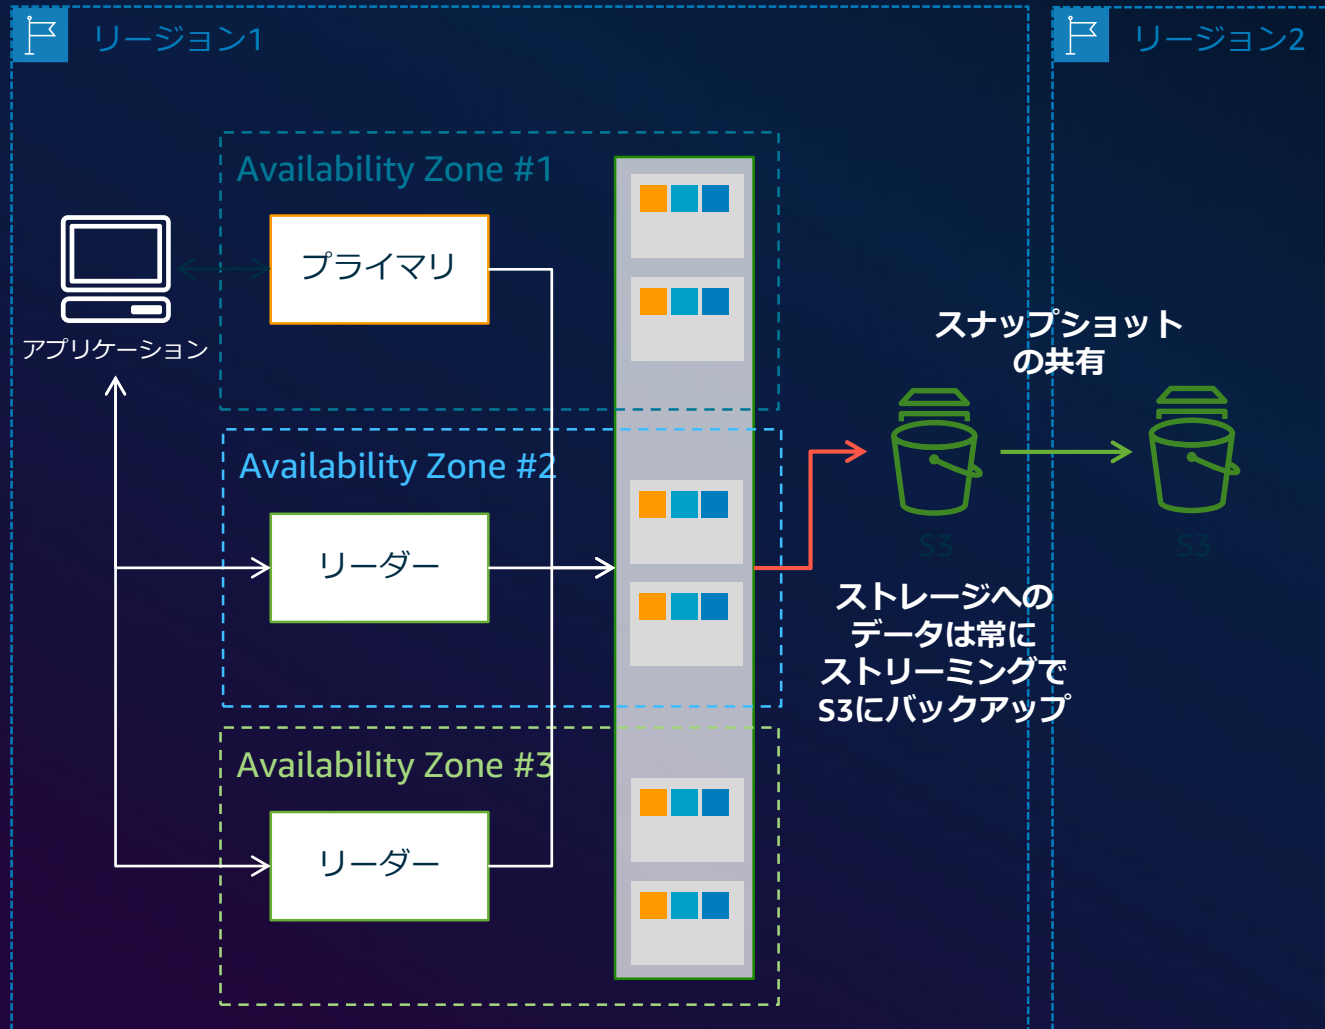 リージョン1
リージョン2
Availability Zone #1
プライマリ
アプリケーション
スナップショット
の共有
Availability Zone #2
リーダー
S3
S3
ストレージへの
データは常に
ストリーミングで
S3にバックアップ
Availability Zone #3
リーダー